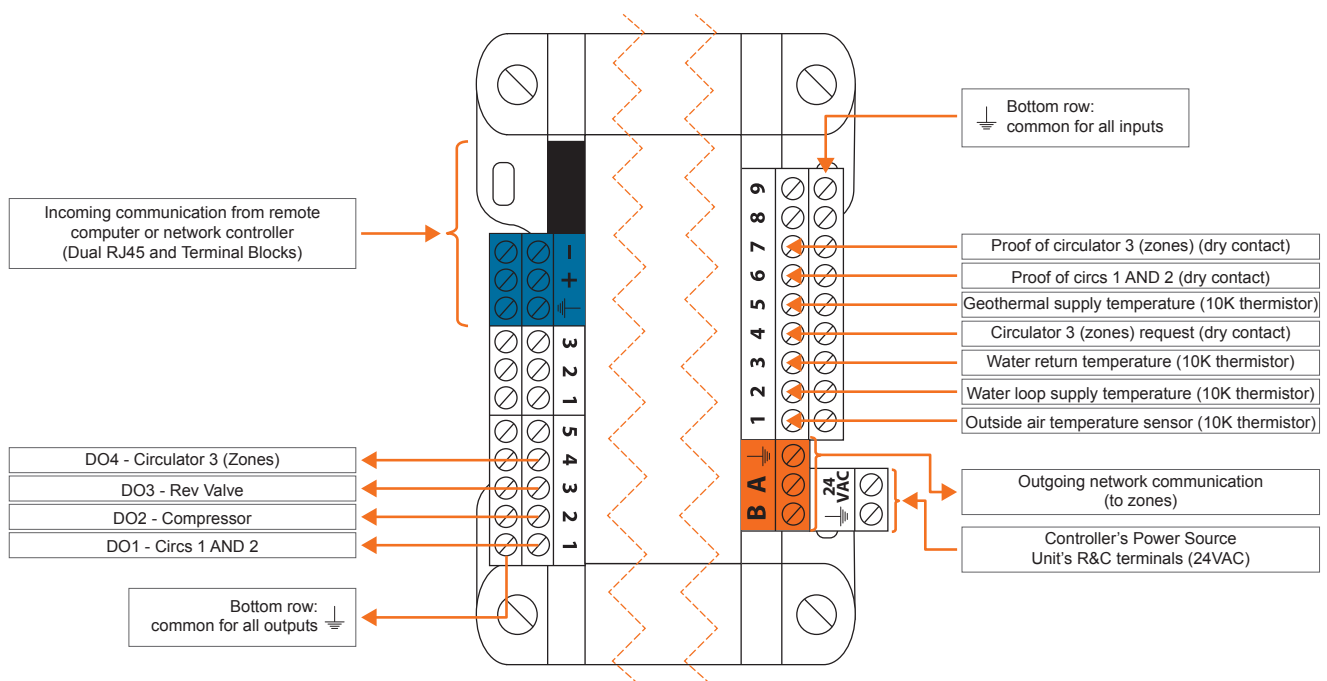 Bottom row:
common for all inputs
Incoming communication from remote
computer or network controller
(Dual RJ45 and Terminal Blocks)
DO4 - Circulator 3 (Zones)
DO3 - Rev Valve
DO2 - Compressor
DO1 - Circs 1 AND 2
Bottom row:
common for all outputs
- 
+
3
2
1
5
4
3
2
1
9
8
7
6
5
4
3
2
1
A
B
24
VAC
Proof of circulator 3 (zones) (dry contact)
Proof of circs 1 AND 2 (dry contact)
Geothermal supply temperature (10K thermistor)
Circulator 3 (zones) request (dry contact)
Water return temperature (10K thermistor)
Water loop supply temperature (10K thermistor)
Outside air temperature sensor (10K thermistor)
Outgoing network communication
(to zones)
Controller's Power Source
Unit's R&C terminals (24VAC)